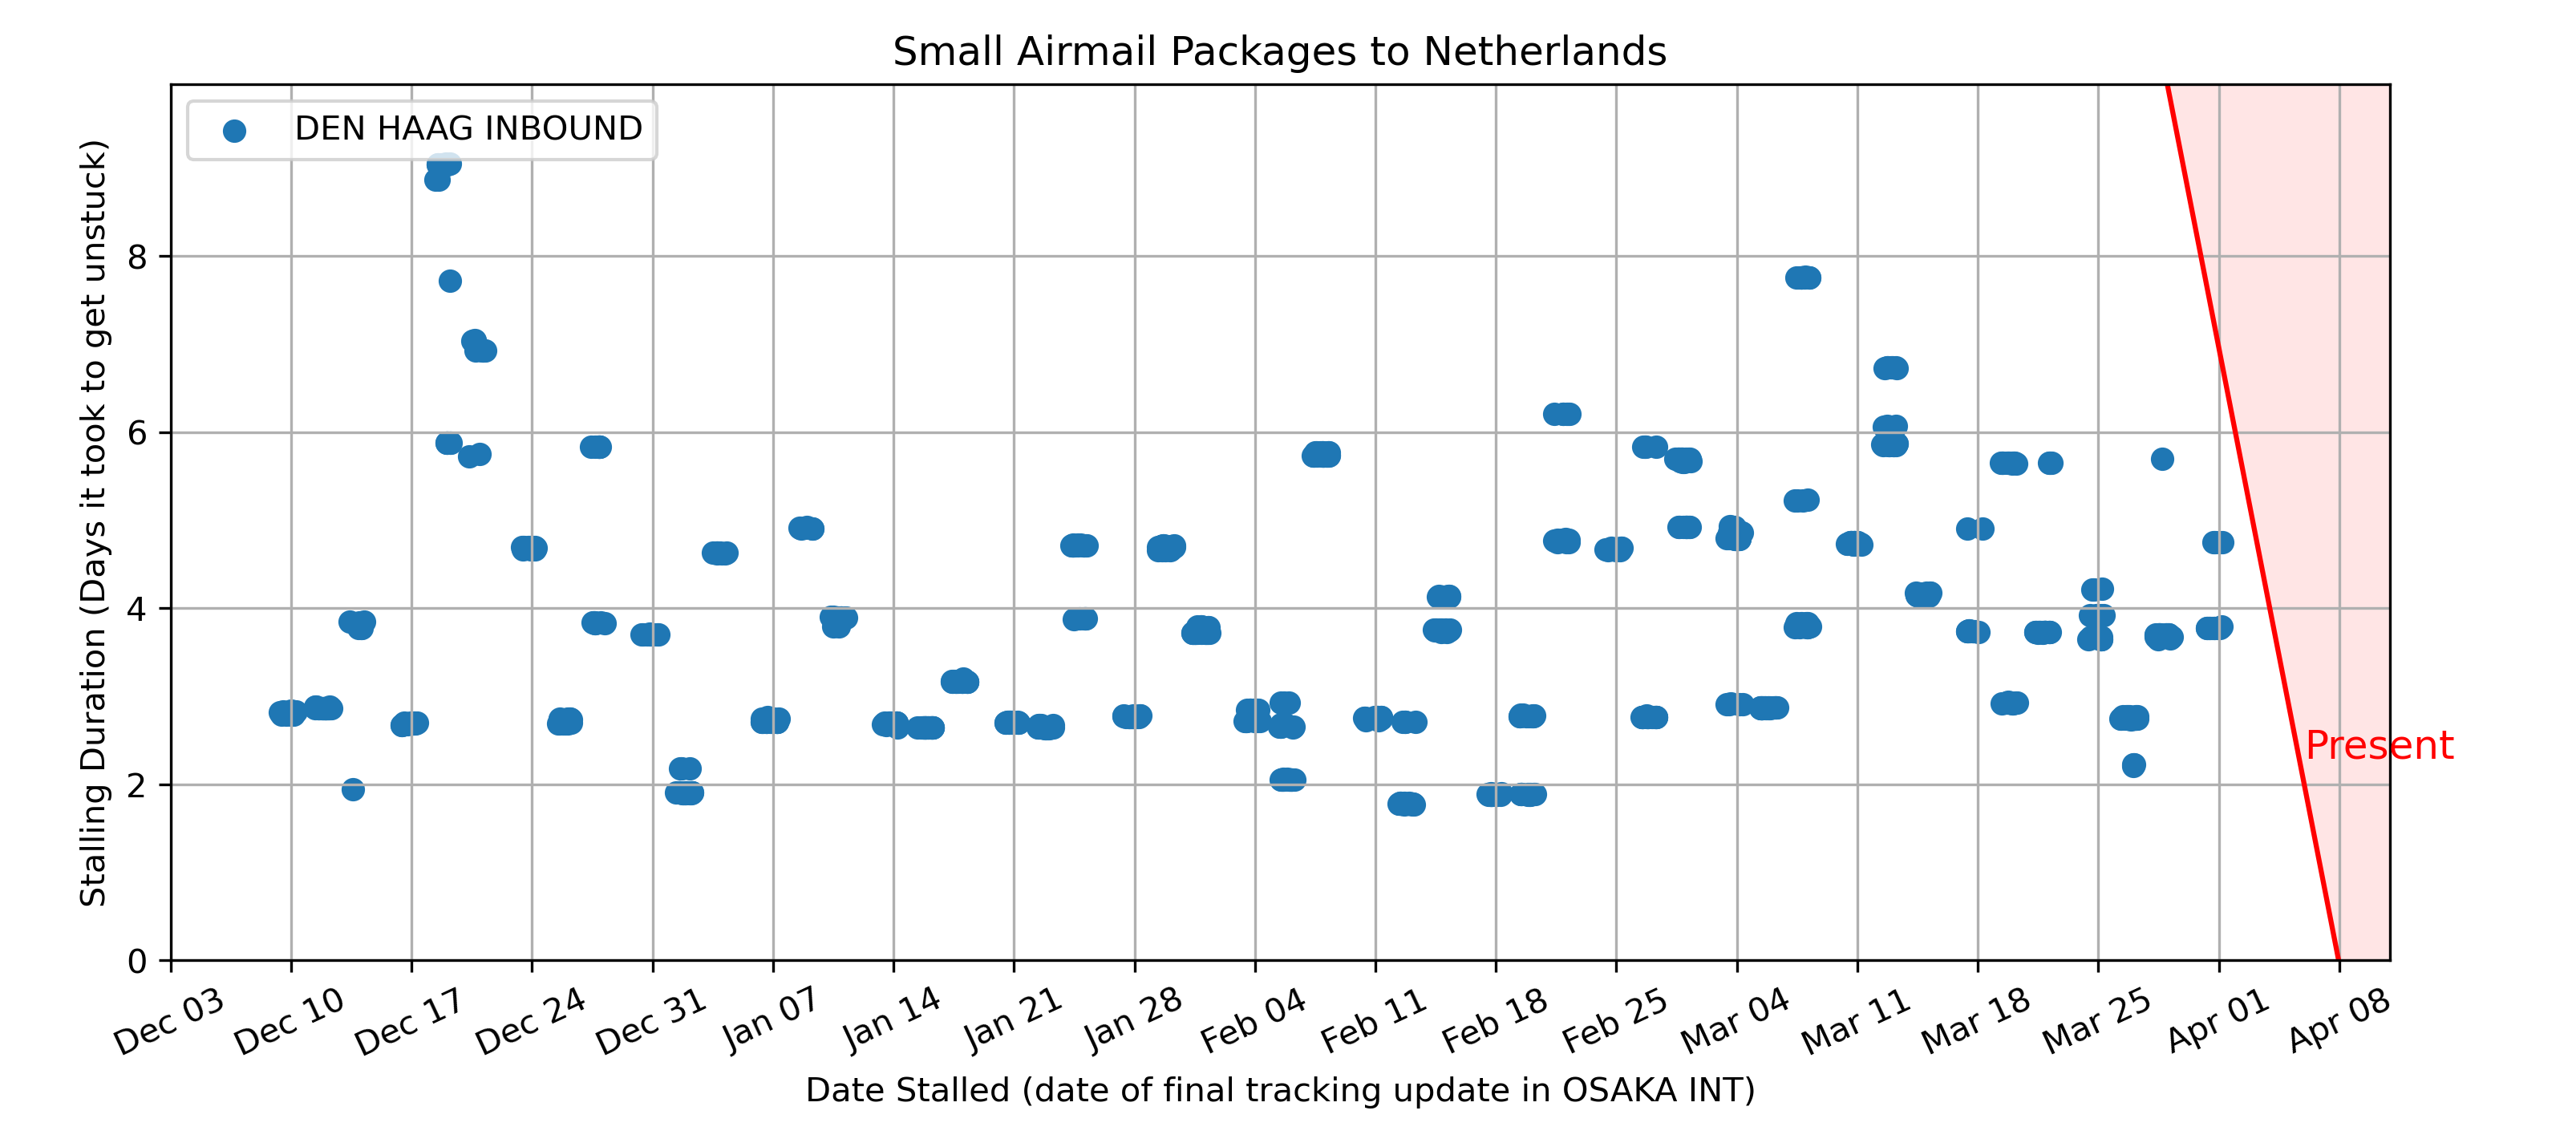 Small Airmail Packages to Netherlands
DEN HAAG INBOUND
Stalling Duration (Days it took to get unstuck)
8
6
4
2
0
Present
Dec 03
Dec 10
Dec 17
Dec 24
Dec 31
Jan 07
Jan 14
Jan 21
Jan 28
Feb 04
Feb 11
Feb 18
Feb 25
Mar 04
Mar 11
Mar 18
Mar 25
Apr 01
Apr 08
Date Stalled (date of final tracking update in OSAKA INT)